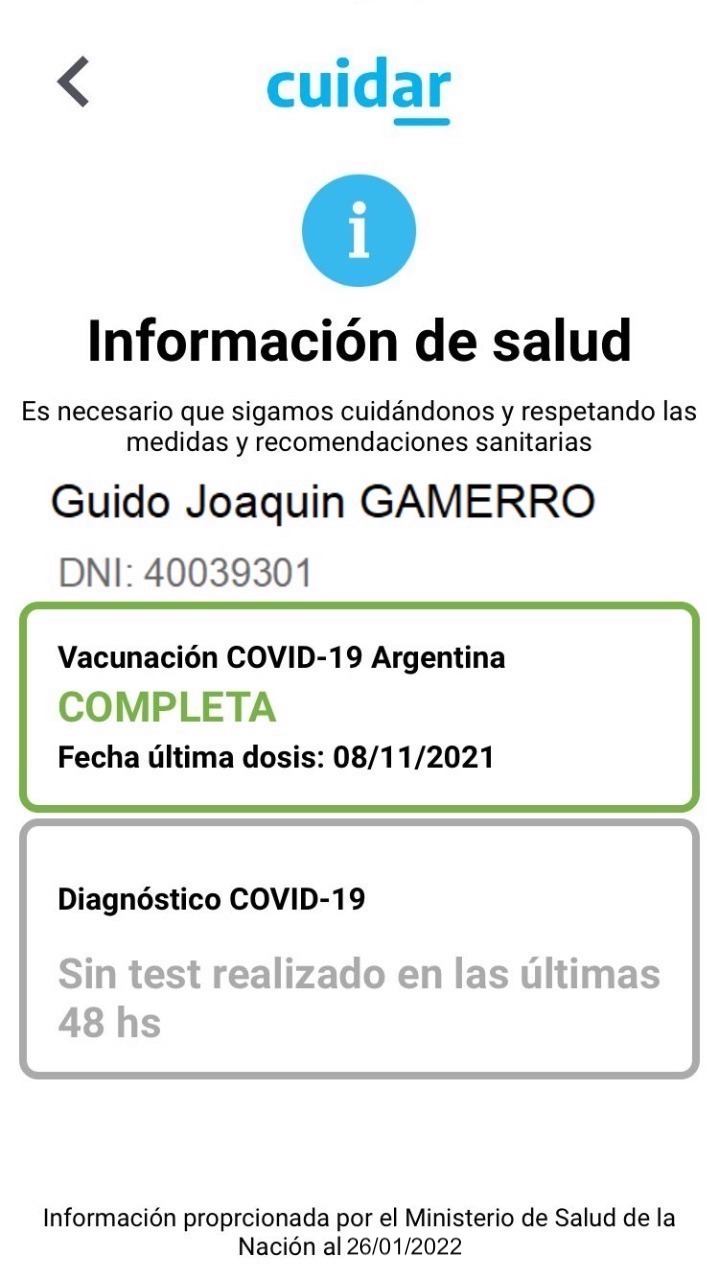 cuidar
i
Información de salud
Es necesario que sigamos cuidándonos y respetando las
medidas y recomendaciones sanitarias
Guido Joaquin GAMERRO
DNI: 40039301
Vacunación COVID-19 Argentina
COMPLETA
Fecha última dosis: 08/11/2021
Diagnóstico COVID-19
Sin test realizado en las últimas
48 hs
Información proprcionada por el Ministerio de Salud de la
Nación al 26/01/2022